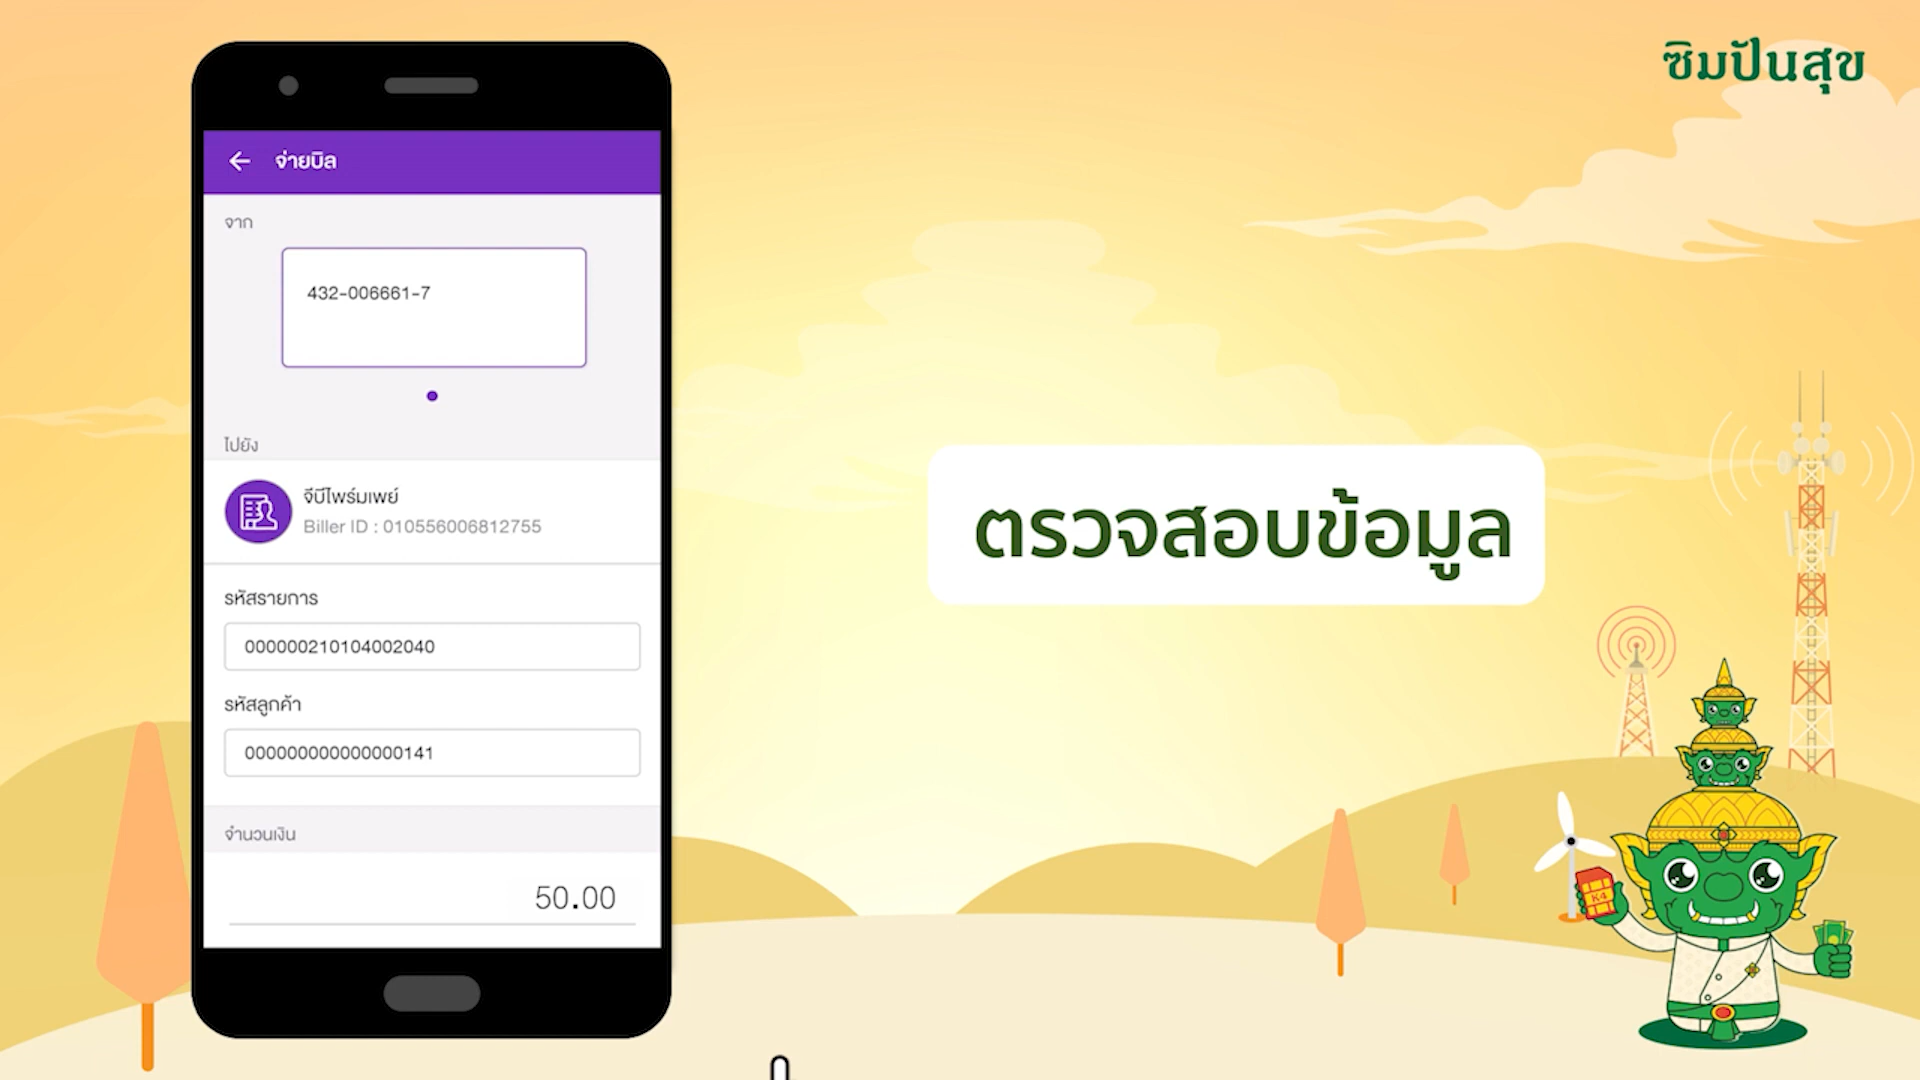 ซิมปันสุข
จ่ายบิล
จาก
432-006661-7
ไปยัง
จีบีไพร์มเพย์
Biller ID : 010556006812755
รหัสรายการ
000000210104002040
รหัสลูกค้า
000000000000000141
จำนวนเงิน
50.00
ตรวจสอบข้อมูล
K4